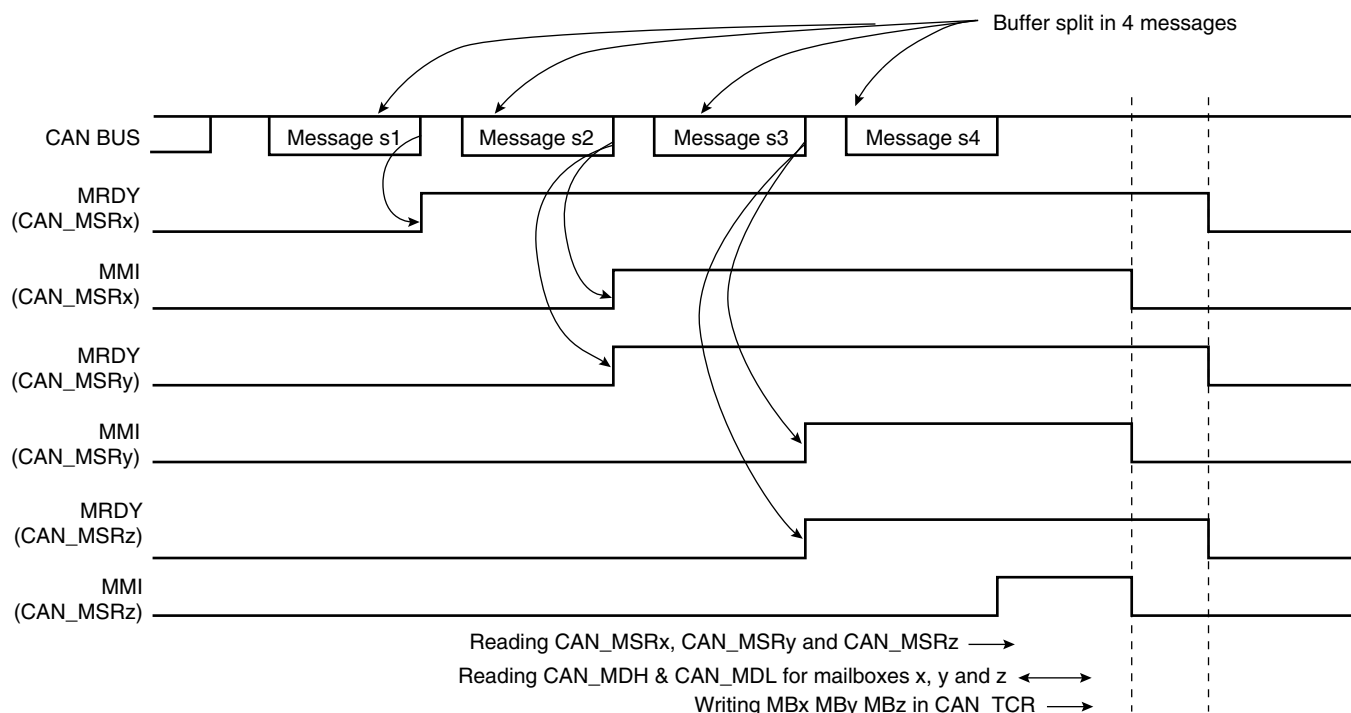 Buffer split in 4 messages
CAN BUS
Message s1
Message s2
Message s3
Message s4
MRDY
(CAN_MSRx)
MMI
(CAN_MSRx)
MRDY
(CAN_MSRy)
MMI
(CAN_MSRy)
MRDY
(CAN_MSRz)
MMI
(CAN_MSRz)
Reading CAN_MSRx, CAN_MSRy and CAN_MSRz
Reading CAN_MDH & CAN_MDL for mailboxes x, y and z
Writing MBx MBy MBz in CAN_TCR